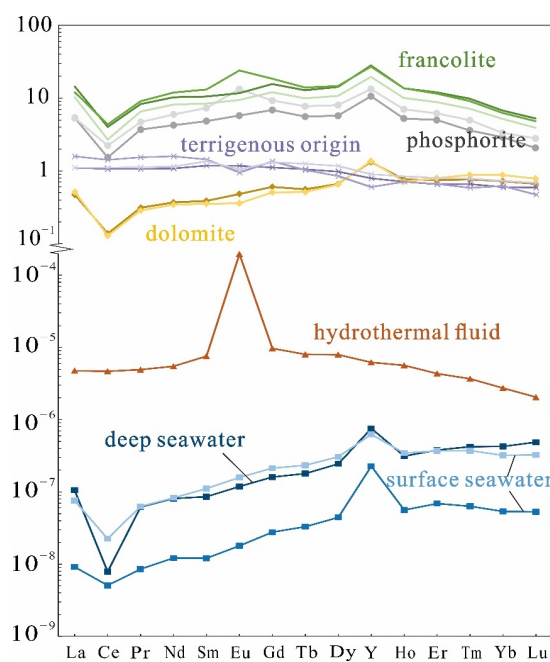 100
francolite
10
phosphorite
terrigenous origin
1
dolomite
10⁻¹
10⁻⁴
hydrothermal fluid
10⁻⁵
10⁻⁶
deep seawater
10⁻⁷
surface seawater
10⁻⁸
10⁻⁹
La Ce Pr Nd Sm Eu Gd Tb Dy Y Ho Er Tm Yb Lu